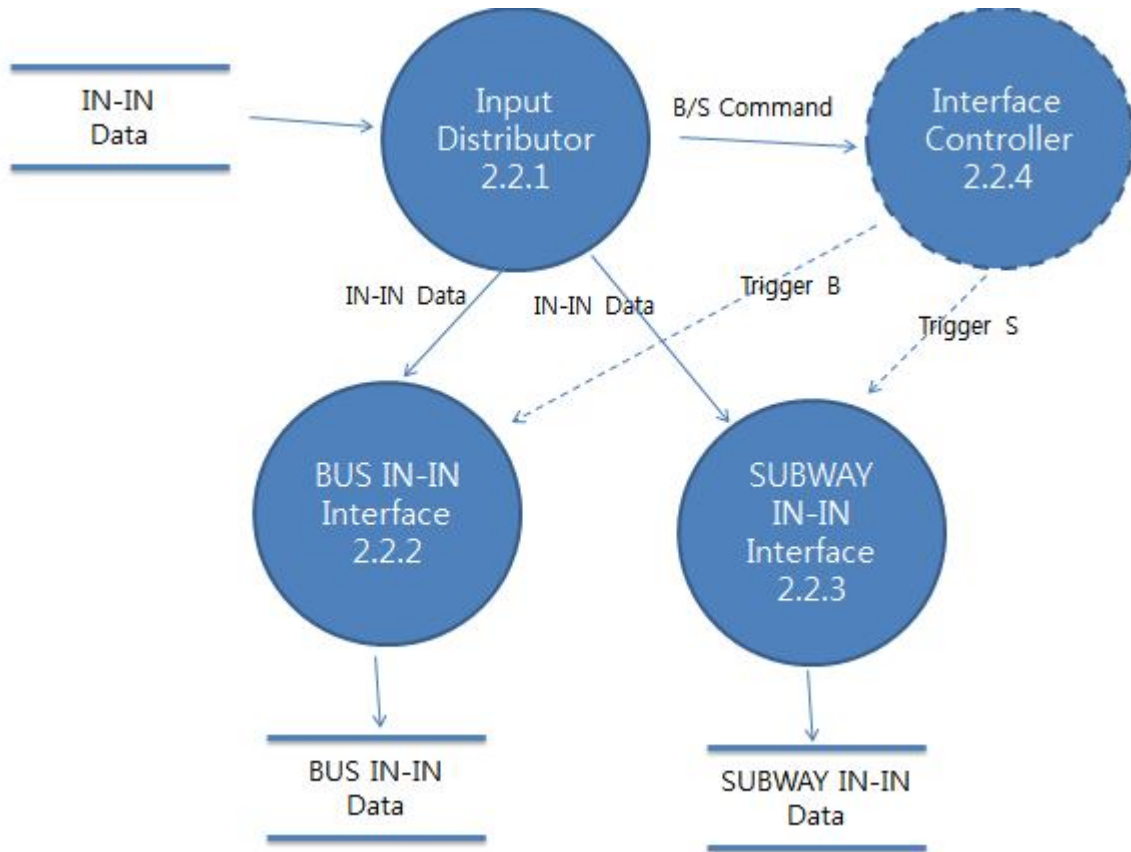 IN-IN
Data
Input
Distributor
2.2.1
B/S Command
Interface
Controller
2.2.4
IN-IN Data
IN-IN Data
Trigger B
Trigger S
BUS IN-IN
Interface
2.2.2
SUBWAY
IN-IN
Interface
2.2.3
BUS IN-IN
Data
SUBWAY IN-IN
Data